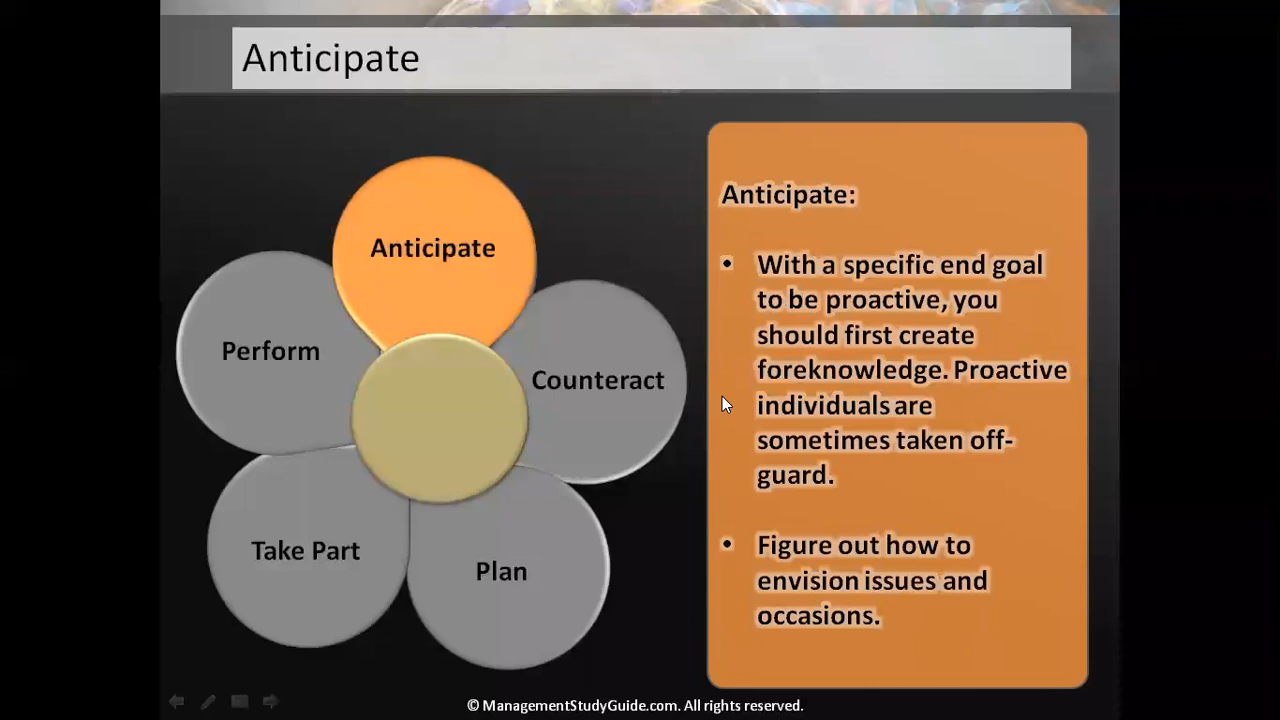 Anticipate
Anticipate
Perform
Counteract
Take Part
Plan
Anticipate:
• With a specific end goal
to be proactive, you
should first create
foreknowledge. Proactive
individuals are
sometimes taken off-
guard.
• Figure out how to
envision issues and
occasions.
© ManagementStudyGuide.com. All rights reserved.